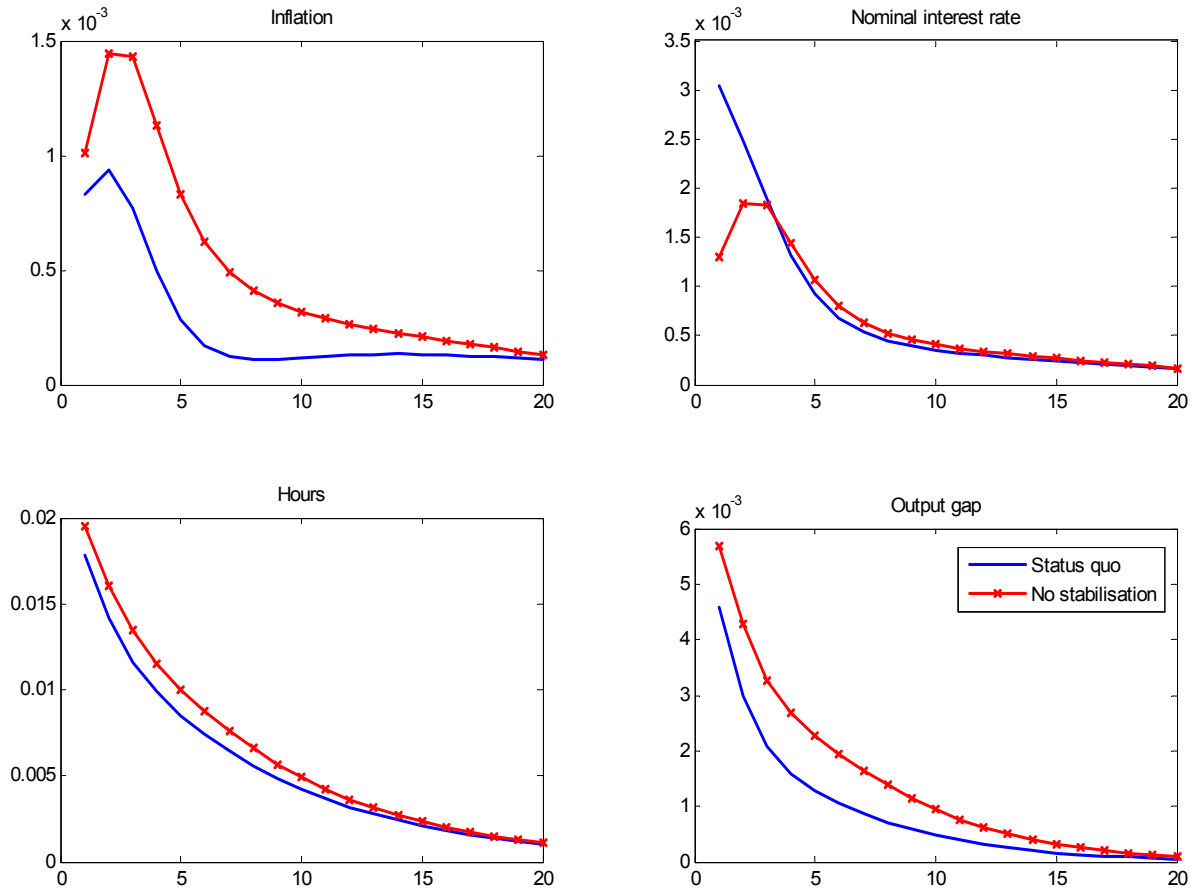 Inflation
x 10^-3
1.5
1
0.5
0
0 5 10 15 20
Nominal interest rate
x 10^-3
3.5
3
2.5
2
1.5
1
0.5
0
0 5 10 15 20
Hours
0.02
0.015
0.01
0.005
0
0 5 10 15 20
Output gap
x 10^-3
6
5
4
3
2
1
0
0 5 10 15 20
Status quo
No stabilisation